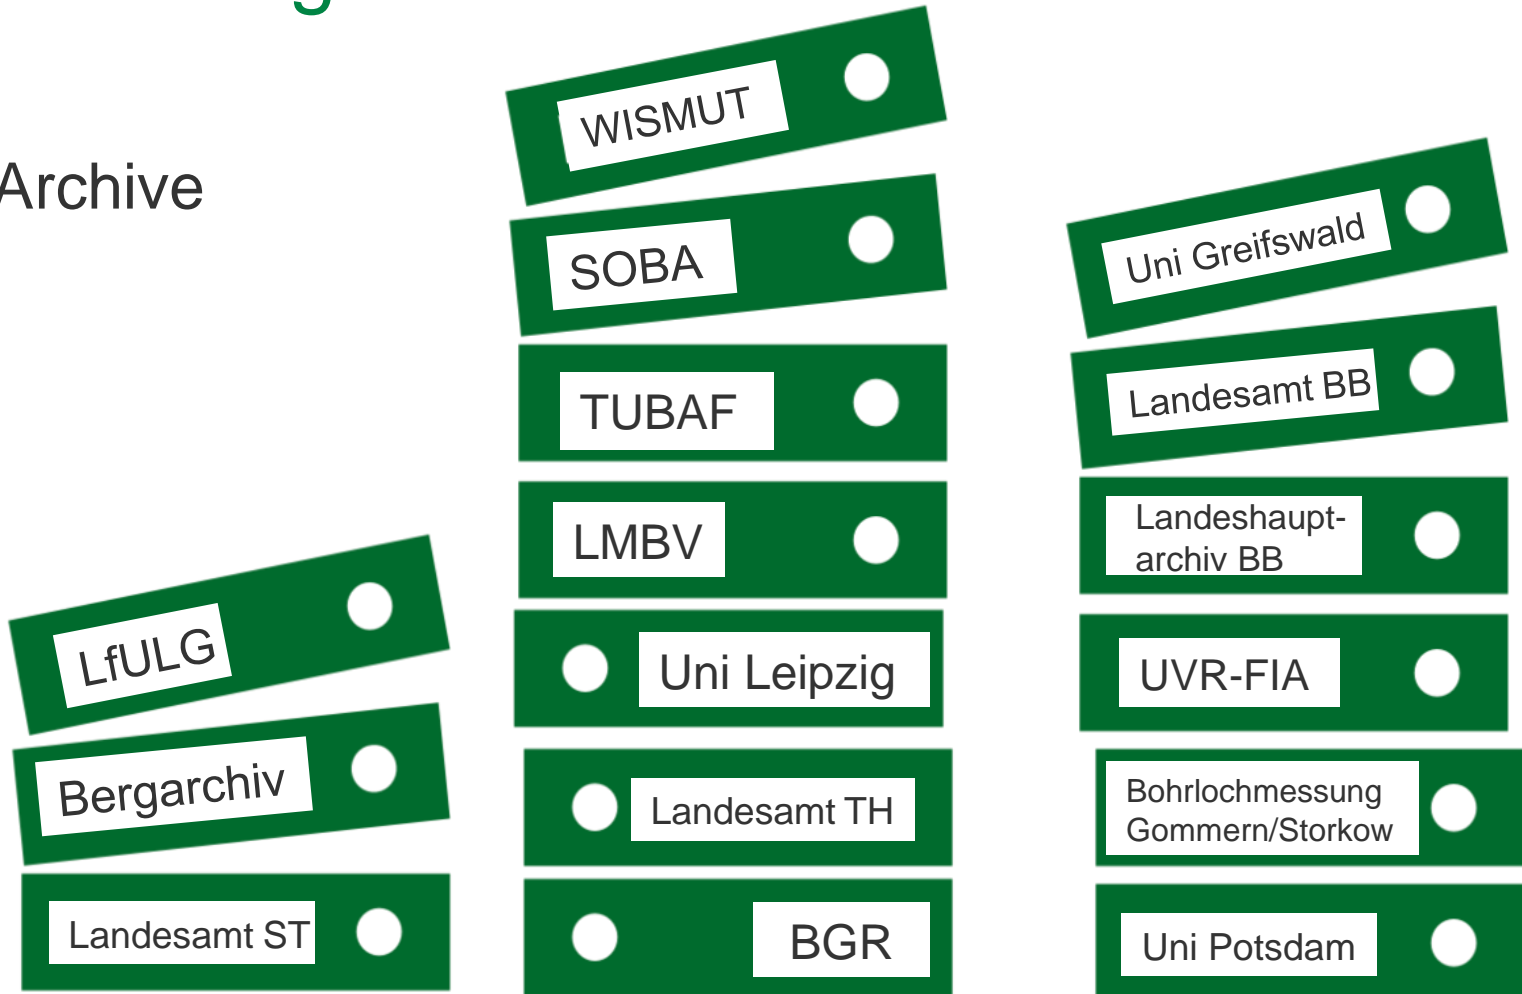 g
Archive
LfULG
Bergarchiv
Landesamt ST
WISMUT
SOBA
TUBAF
LMBV
Uni Leipzig
Landesamt TH
BGR
Uni Greifswald
Landesamt BB
Landeshaupt-
archiv BB
UVR-FIA
Bohrlochmessung
Gommern/Storkow
Uni Potsdam